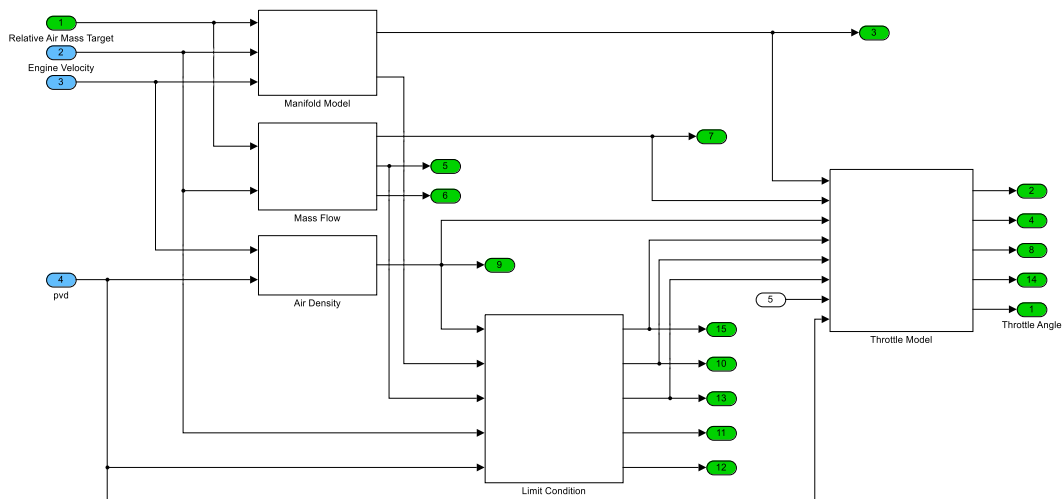 1
Relative Air Mass Target
2
Engine Velocity
3
Manifold Model
3
7
5
6
Mass Flow
2
4
8
14
1
Throttle Angle
4
pvd
9
Air Density
5
Throttle Model
15
10
13
11
12
Limit Condition